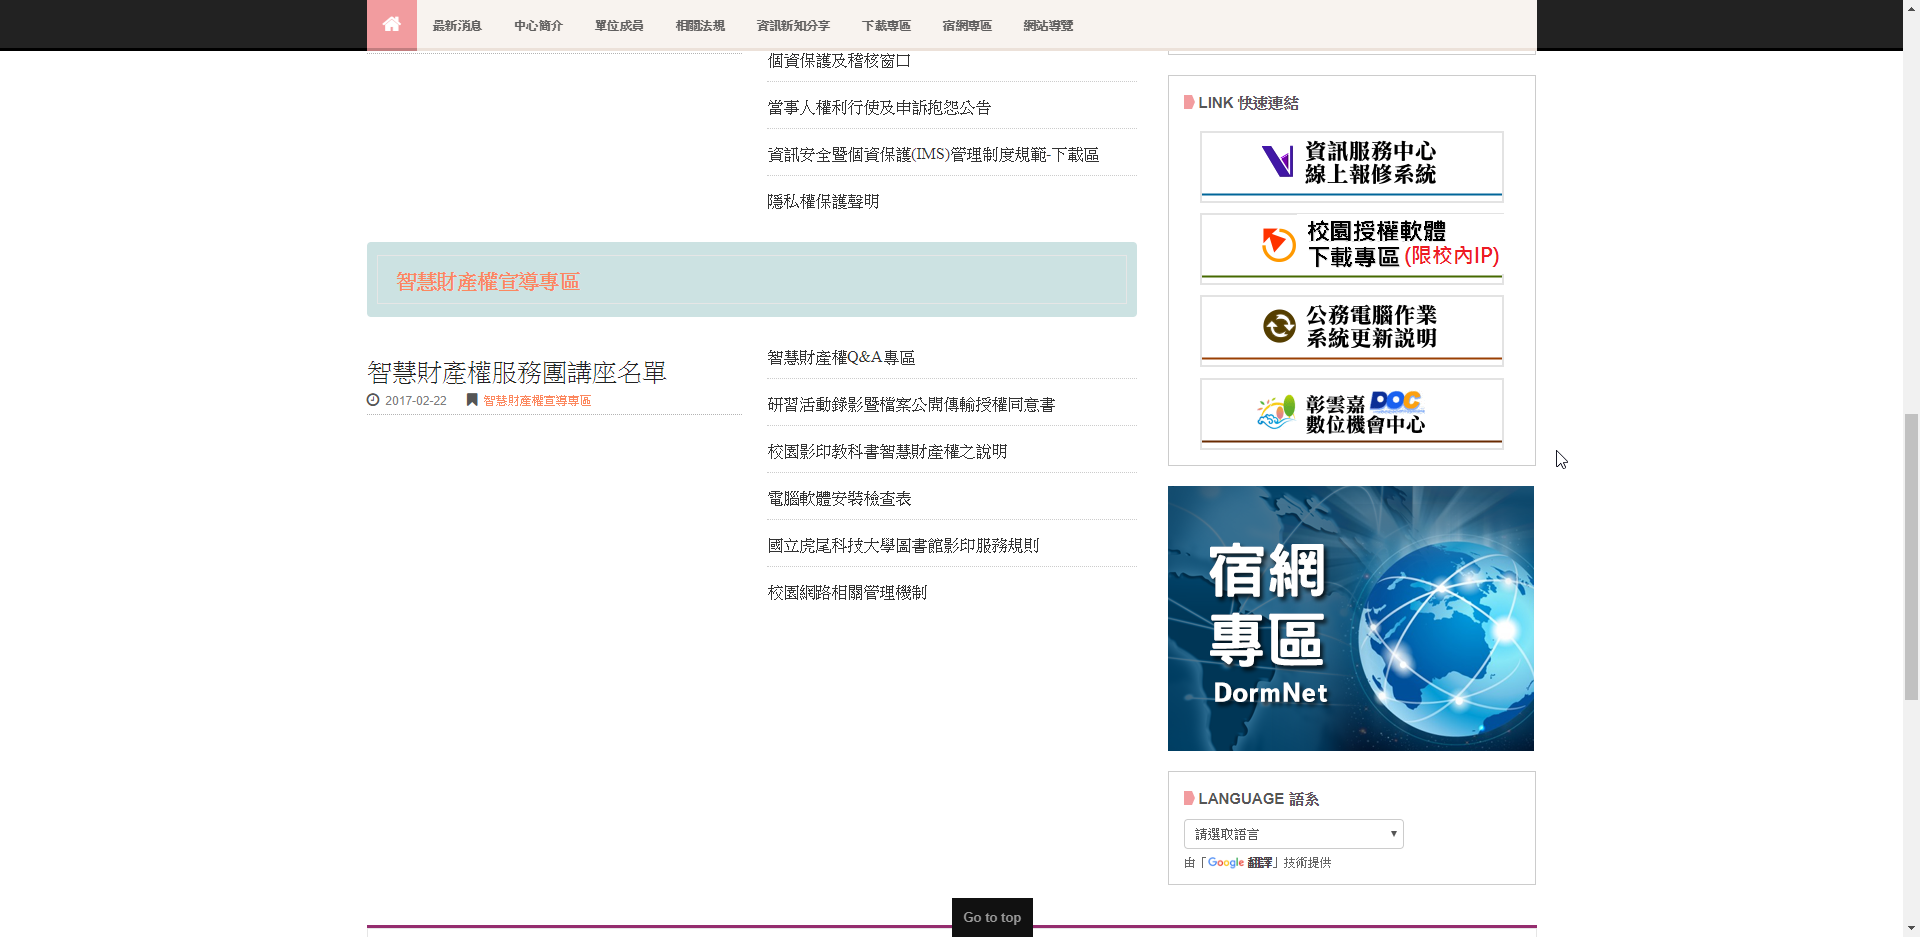 最新消息 中心簡介 單位成員 相關法規 資訊新知分享 下載專區 宿網專區 網站導覽
個資保護及稽核窗口
當事人權利行使及申訴抱怨公告
資訊安全暨個資保護(IMS)管理制度規範-下載區
隱私權保護聲明
智慧財產權宣導專區
智慧財產權服務團講座名單
2017-02-22 智慧財產權宣導專區
智慧財產權Q&A專區
研習活動錄影暨檔案公開傳輸授權同意書
校園影印教科書智慧財產權之說明
電腦軟體安裝檢查表
國立虎尾科技大學圖書館影印服務規則
校園網路相關管理機制
LINK 快速連結
資訊服務中心
線上報修系統
校園授權軟體
下載專區(限校內IP)
公務電腦作業
系統更新説明
彰雲嘉 DOC
數位機會中心
宿網
專區
DormNet
LANGUAGE 語系
請選取語言
由「Google 翻譯」技術提供
Go to top